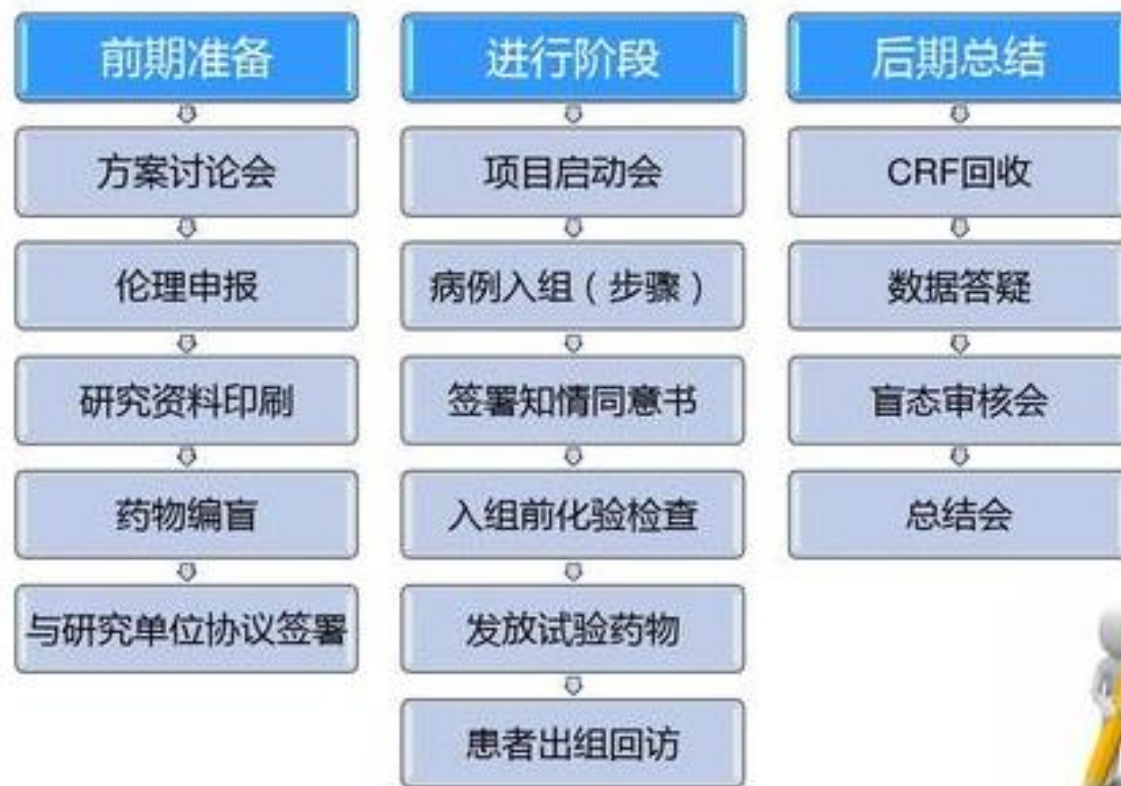 前期准备
方案讨论会
伦理申报
研究资料印刷
药物编盲
与研究单位协议签署
进行阶段
项目启动会
病例入组（步骤）
签署知情同意书
入组前化验检查
发放试验药物
患者出组回访
后期总结
CRF回收
数据答疑
盲态审核会
总结会